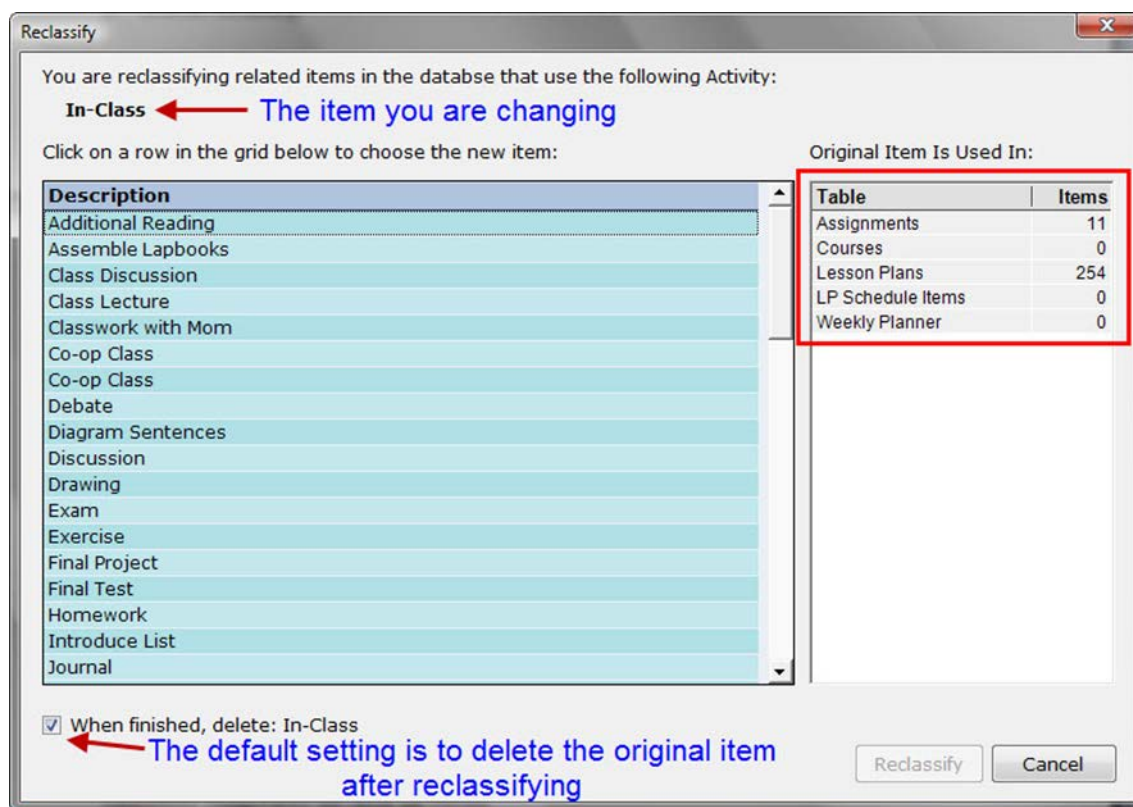 Reclassify
You are reclassifying related items in the databse that use the following Activity:
In-Class
The item you are changing
Click on a row in the grid below to choose the new item:
Description
Additional Reading
Assemble Lapbooks
Class Discussion
Class Lecture
Classwork with Mom
Co-op Class
Co-op Class
Debate
Diagram Sentences
Discussion
Drawing
Exam
Exercise
Final Project
Final Test
Homework
Introduce List
Journal
Original Item Is Used In:
Table Items
Assignments 11
Courses 0
Lesson Plans 254
LP Schedule Items 0
Weekly Planner 0
When finished, delete: In-Class
The default setting is to delete the original item
after reclassifying
Reclassify
Cancel